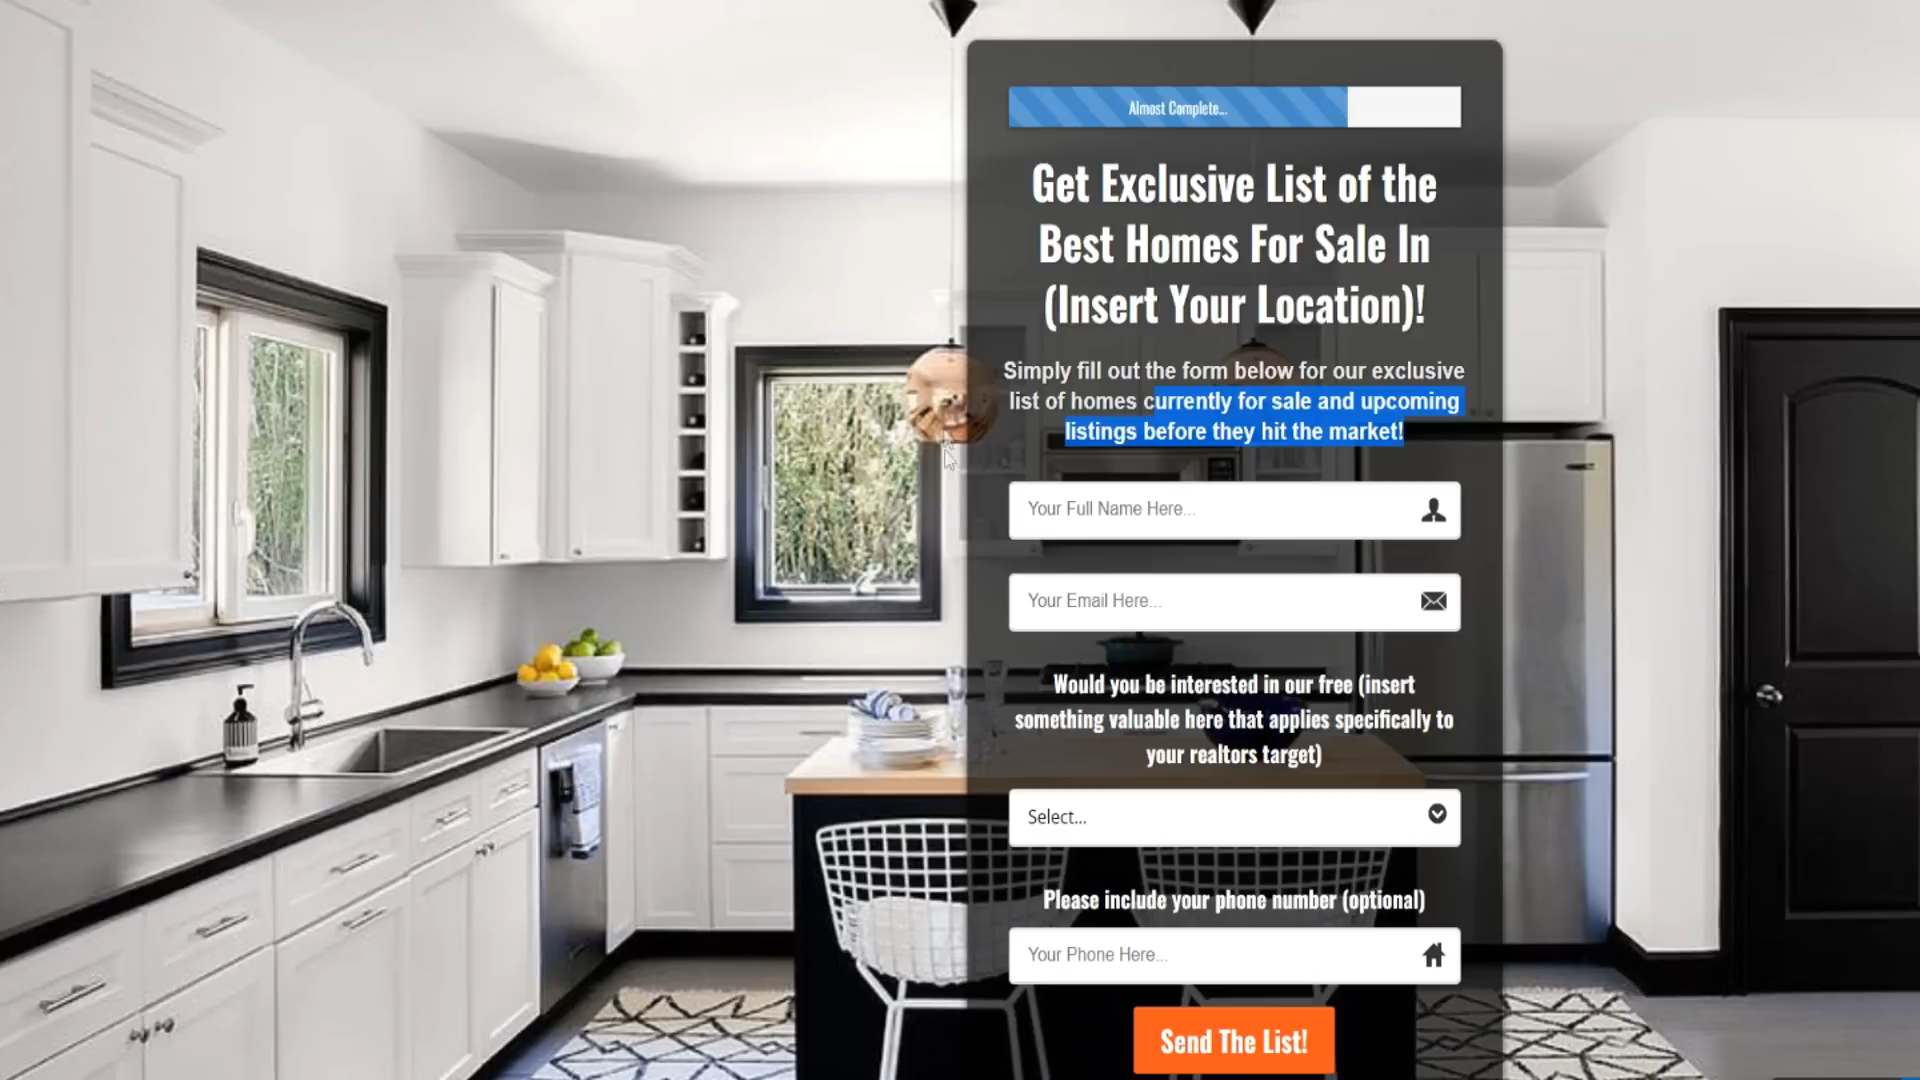 Almost Complete...
Get Exclusive List of the
Best Homes For Sale In
(Insert Your Location)!
Simply fill out the form below for our exclusive
list of homes currently for sale and upcoming
listings before they hit the market!
Your Full Name Here...
Your Email Here...
Would you be interested in our free (insert
something valuable here that applies specifically to
your realtors target)
Select...
Please include your phone number (optional)
Your Phone Here...
Send The List!